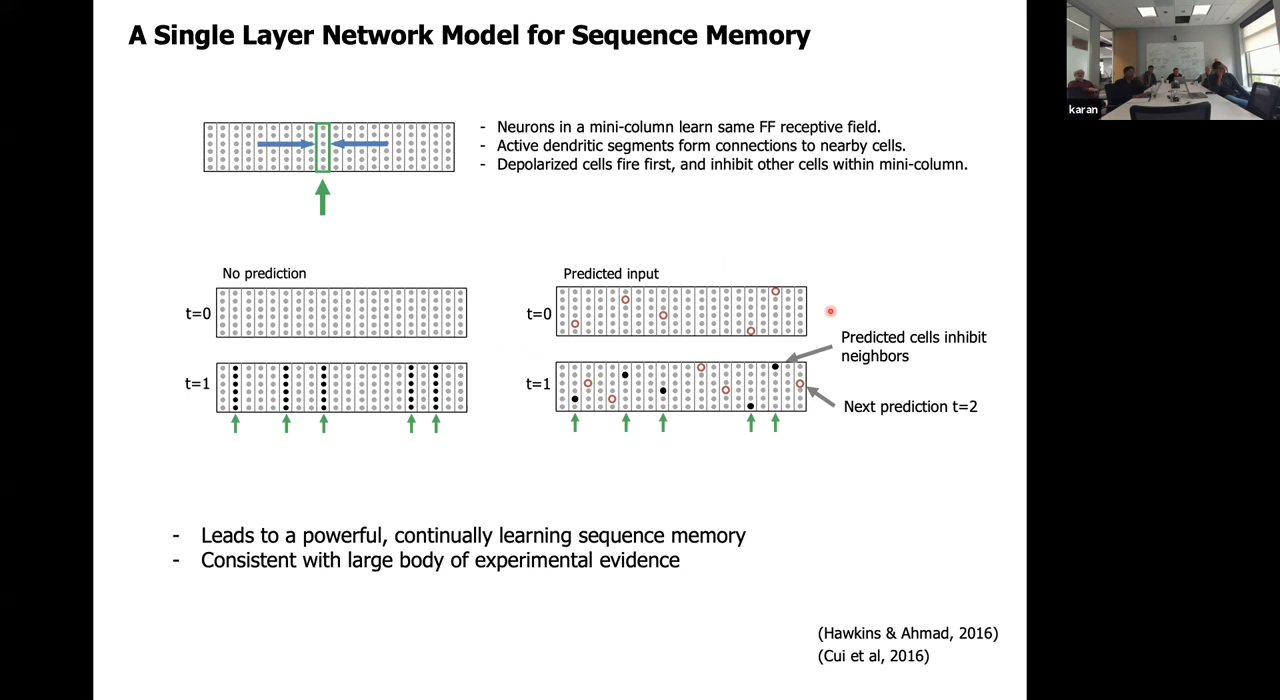 A Single Layer Network Model for Sequence Memory
karan
- Neurons in a mini-column learn same FF receptive field.
- Active dendritic segments form connections to nearby cells.
- Depolarized cells fire first, and inhibit other cells within mini-column.
No prediction
t=0
t=1
Predicted input
t=0
t=1
Predicted cells inhibit
neighbors
Next prediction t=2
- Leads to a powerful, continually learning sequence memory
- Consistent with large body of experimental evidence
(Hawkins & Ahmad, 2016)
(Cui et al, 2016)